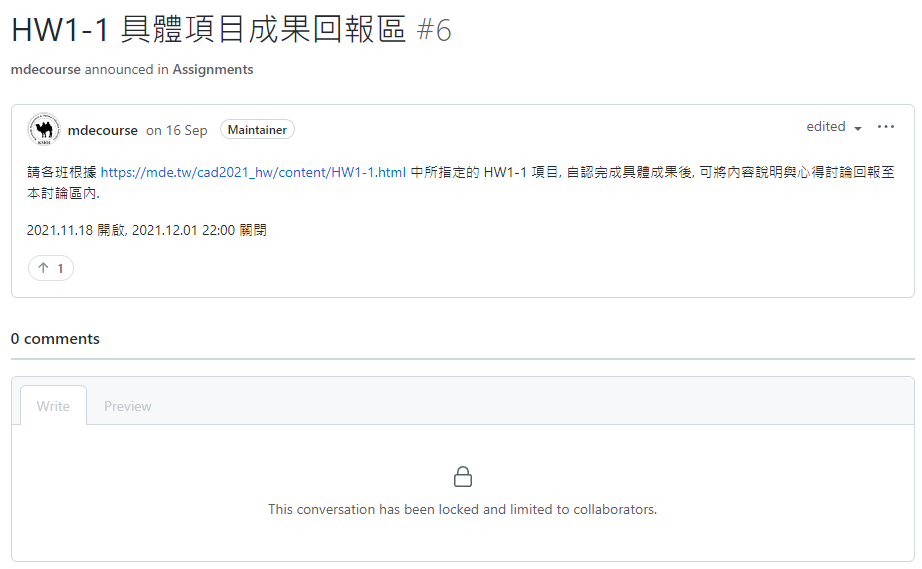 HW1-1 具體項目成果回報區 #6
mdecourse announced in Assignments
mdecourse on 16 Sep Maintainer edited
請各班根據 https://mde.tw/cad2021_hw/content/HW1-1.html 中所指定的 HW1-1 項目, 自認完成具體成果後, 可將內容說明與心得討論回報至
本討論區內.
2021.11.18 開啟, 2021.12.01 22:00 關閉
1
0 comments
Write Preview
This conversation has been locked and limited to collaborators.